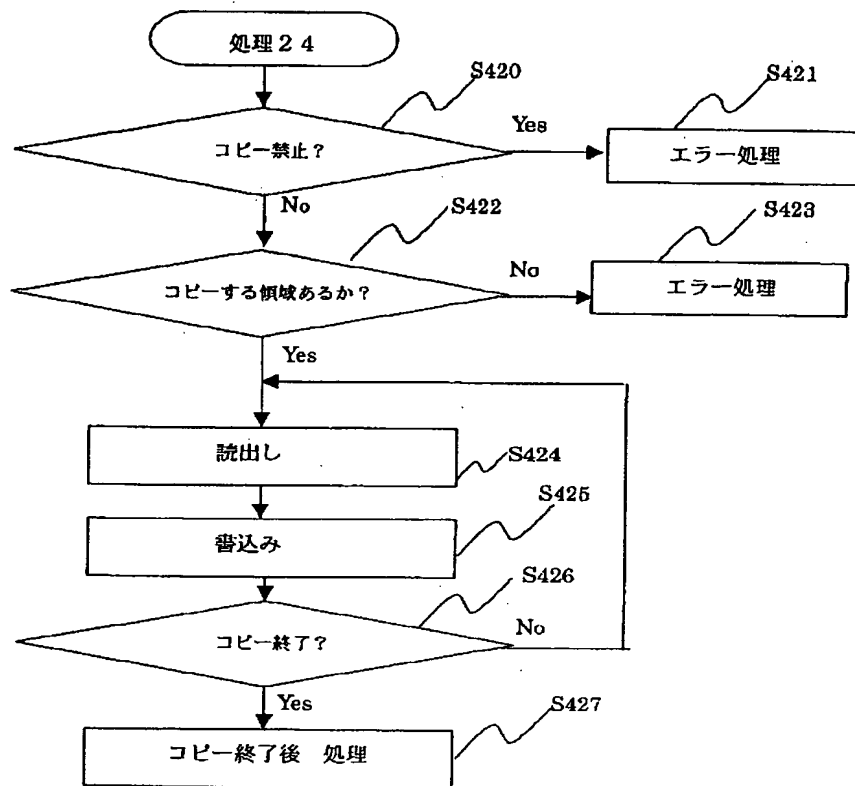 処理２４
S420
S421
コピー禁止？
Yes
エラー処理
No
S422
S423
コピーする領域あるか？
No
エラー処理
Yes
読出し
S424
S425
書込み
S426
コピー終了？
No
Yes
S427
コピー終了後　処理